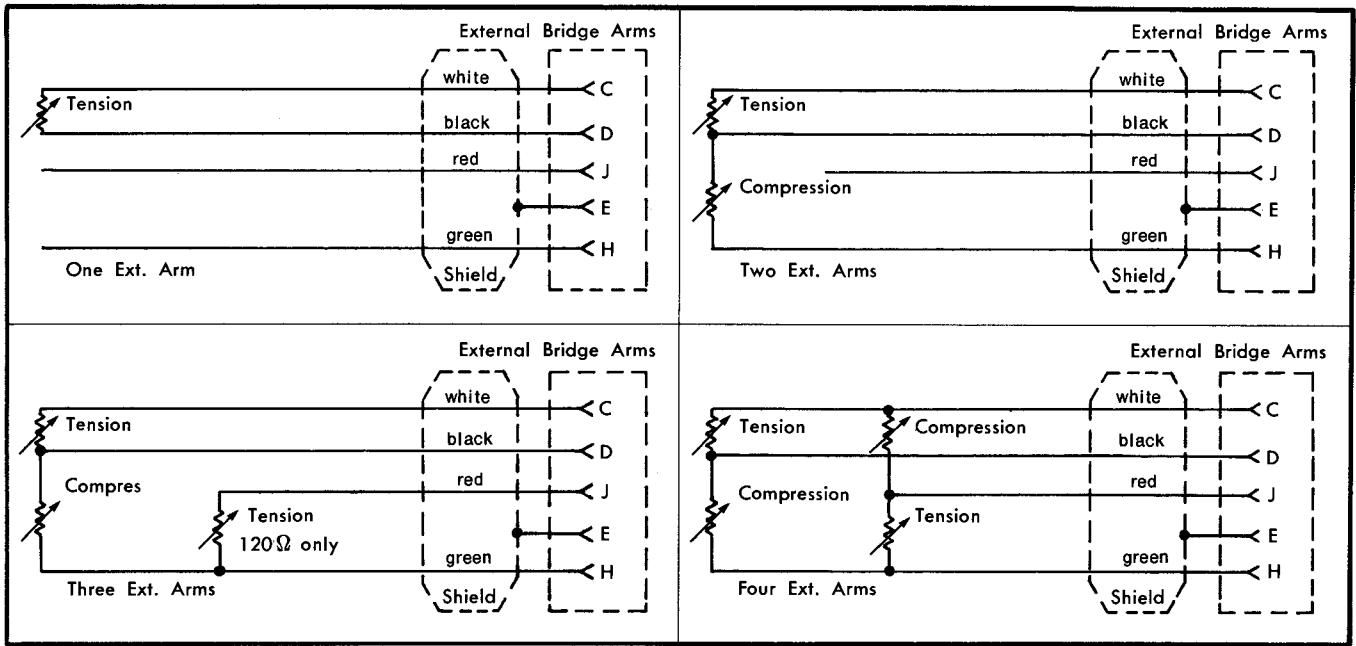 External Bridge Arms
white
C
Tension
black
D
red
J
E
green
H
One Ext. Arm
Shield
External Bridge Arms
white
C
Tension
black
D
red
J
Compression
E
green
H
Two Ext. Arms
Shield
External Bridge Arms
white
C
Tension
black
D
Compres
red
J
Tension
120Ω only
E
green
H
Three Ext. Arms
Shield
External Bridge Arms
white
C
Tension
Compression
black
D
Compression
red
J
Tension
E
green
H
Four Ext. Arms
Shield